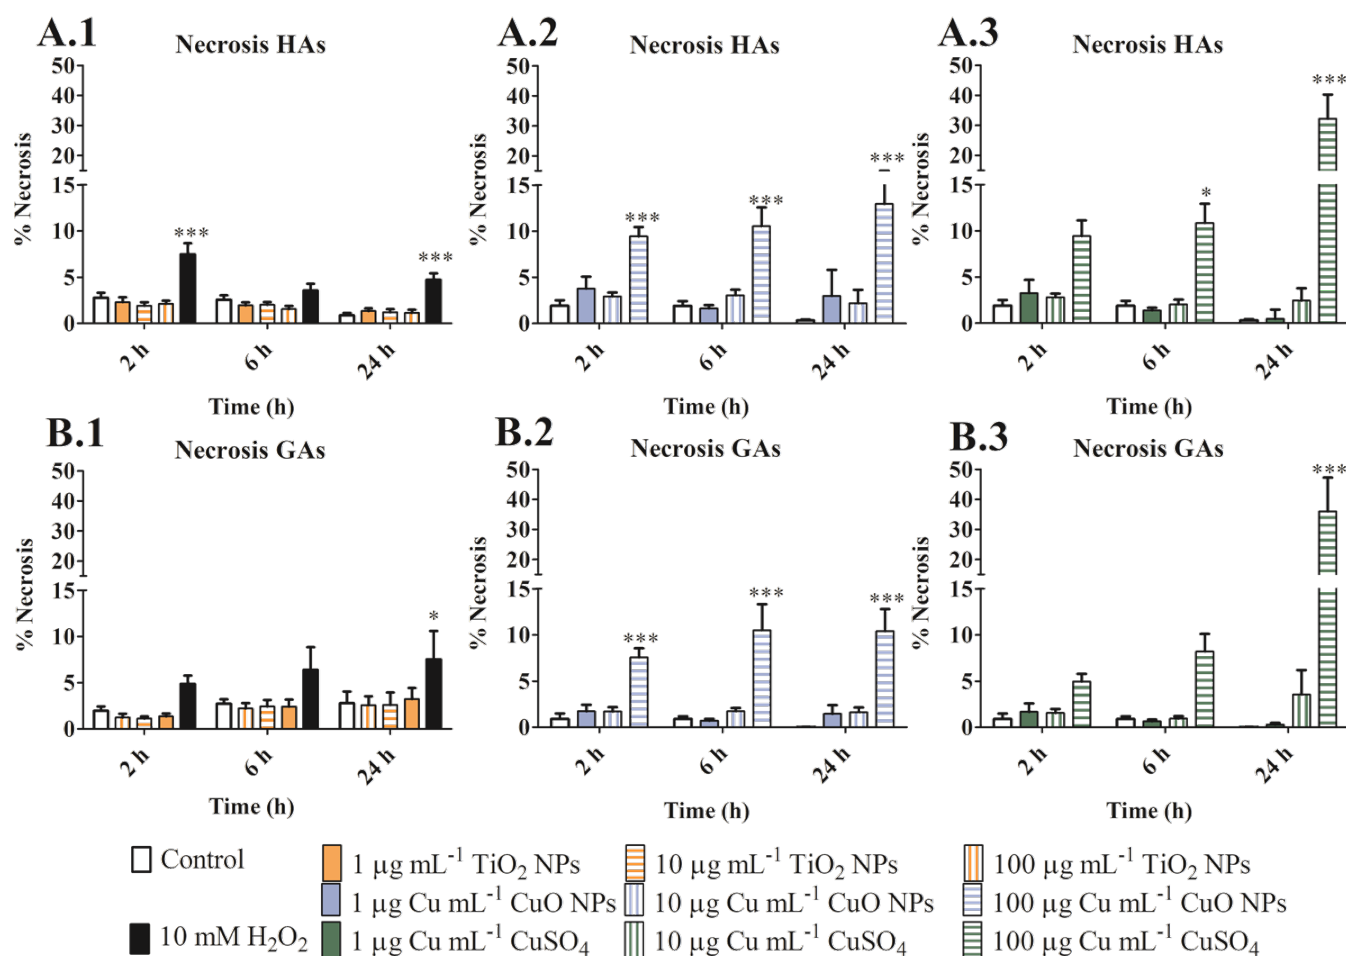 A.1
Necrosis HAs
% Necrosis
50
40
30
20
15
10
5
0
***
***
2 h
6 h
24 h
Time (h)
A.2
Necrosis HAs
% Necrosis
50
40
30
20
15
10
5
0
***
***
***
2 h
6 h
24 h
Time (h)
A.3
Necrosis HAs
% Necrosis
50
40
30
20
15
10
5
0
*
***
2 h
6 h
24 h
Time (h)
B.1
Necrosis GAs
% Necrosis
50
40
30
20
15
10
5
0
*
2 h
6 h
24 h
Time (h)
B.2
Necrosis GAs
% Necrosis
50
40
30
20
15
10
5
0
***
***
***
2 h
6 h
24 h
Time (h)
B.3
Necrosis GAs
% Necrosis
50
40
30
20
15
10
5
0
***
2 h
6 h
24 h
Time (h)
Control
1 µg mL⁻¹ TiO₂ NPs
10 µg mL⁻¹ TiO₂ NPs
100 µg mL⁻¹ TiO₂ NPs
1 µg Cu mL⁻¹ CuO NPs
10 µg Cu mL⁻¹ CuO NPs
100 µg Cu mL⁻¹ CuO NPs
10 mM H₂O₂
1 µg Cu mL⁻¹ CuSO₄
10 µg Cu mL⁻¹ CuSO₄
100 µg Cu mL⁻¹ CuSO₄